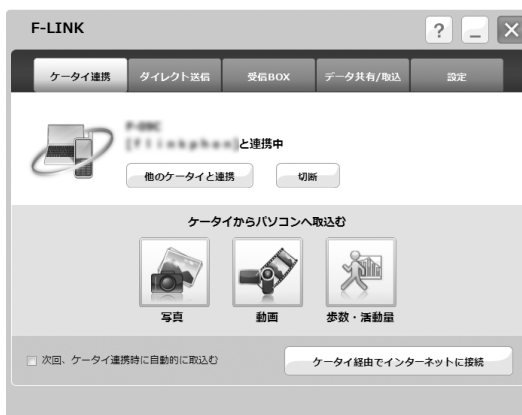 F-LINK
? _ X
ケータイ連携 ダイレクト送信 受信BOX データ共有/取込 設定
と連携中
他のケータイと連携 切断
ケータイからパソコンへ取込む
写真 動画 歩数・活動量
次回、ケータイ連携時に自動的に取込む
ケータイ経由でインターネットに接続